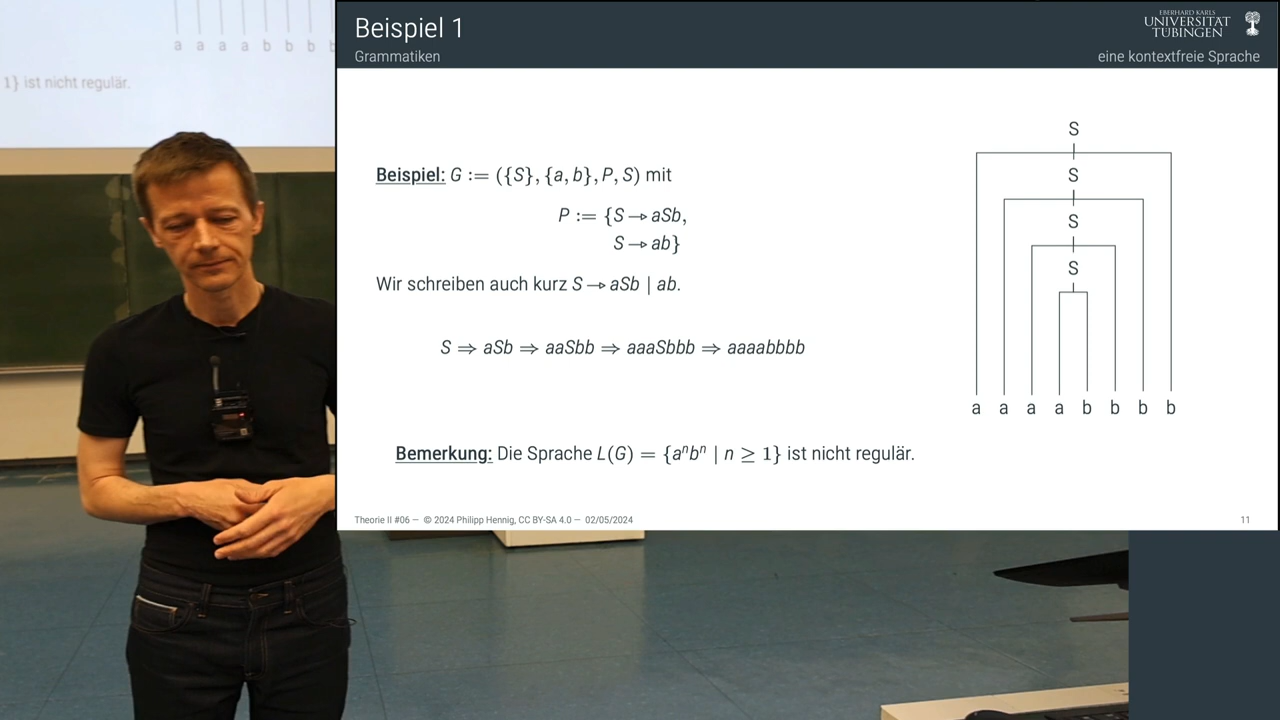 a a a a b b b b
1} ist nicht regulär.
Beispiel 1
Grammatiken
EBERHARD KARLS
UNIVERSITÄT
TÜBINGEN
eine kontextfreie Sprache
Beispiel: G := ({S}, {a, b}, P, S) mit
P := {S → aSb,
S → ab}
Wir schreiben auch kurz S → aSb | ab.
S ⇒ aSb ⇒ aaSbb ⇒ aaaSbbb ⇒ aaaabbbb
S
S
S
S
a a a a b b b b
Bemerkung: Die Sprache L(G) = {aⁿbⁿ | n ≥ 1} ist nicht regulär.
Theorie II #06 — © 2024 Philipp Hennig, CC BY-SA 4.0 — 02/05/2024
11